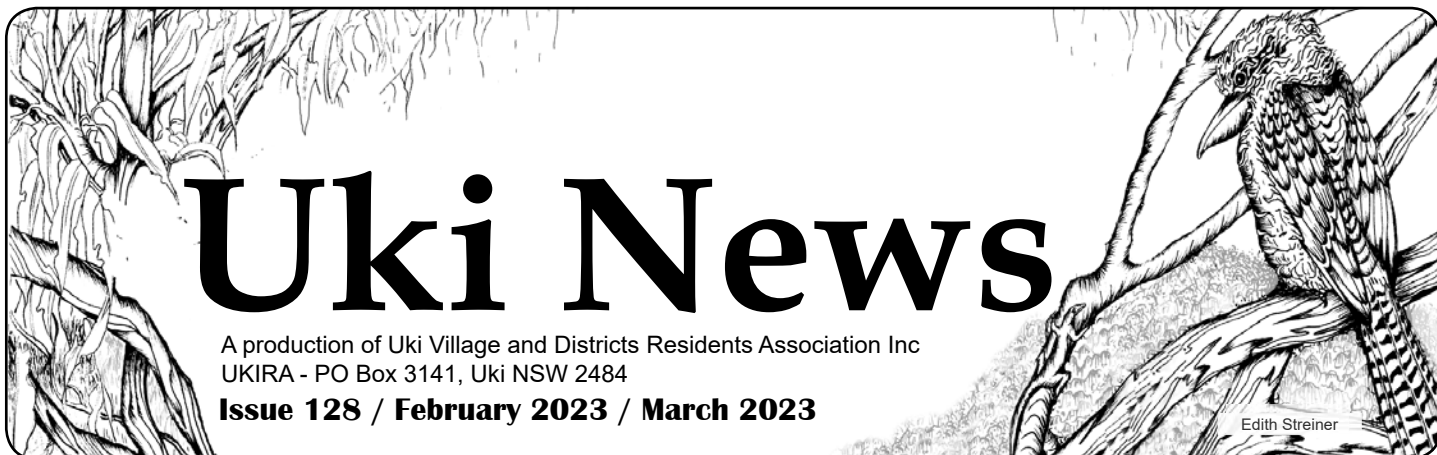 Uki News
A production of Uki Village and Districts Residents Association Inc
UKIRA - PO Box 3141, Uki NSW 2484
Issue 128 / February 2023 / March 2023
Edith Streiner